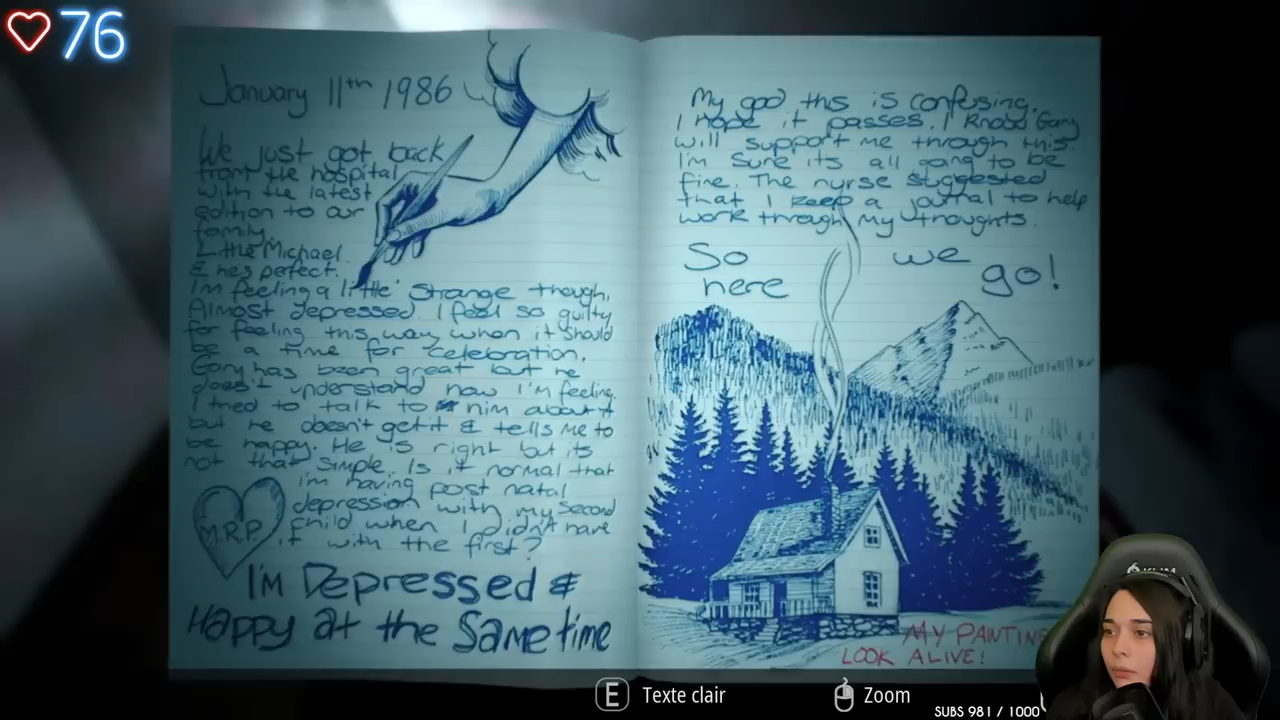 76
January 11th 1986
We just got back
from the hospital
with the latest
edition to our
family.
Little Michael.
& hes perfect.
I'm feeling a little strange though,
Almost depressed. I feel so guilty
for feeling this way when it should
be a time for celebration.
Gary has been great but he
doesn't understand how I'm feeling,
I tried to talk to him about it
but he doesn't get it & tells me to
be happy. He is right but its
not that simple. Is it normal that
i'm having post natal
depression with my second
child when I didn't have
it with the first?
M.R.P.
I'm Depressed &
Happy at the Same time
My god this is confusing.
I hope it passes. I know Gary
will support me through this
I'm sure its all going to be
fine. The nurse suggested
that I keep a journal to help
work through my thoughts.
So we
here go!
MY PAINTIN
LOOK ALIVE!
E Texte clair Zoom
SUBS 981 / 1000